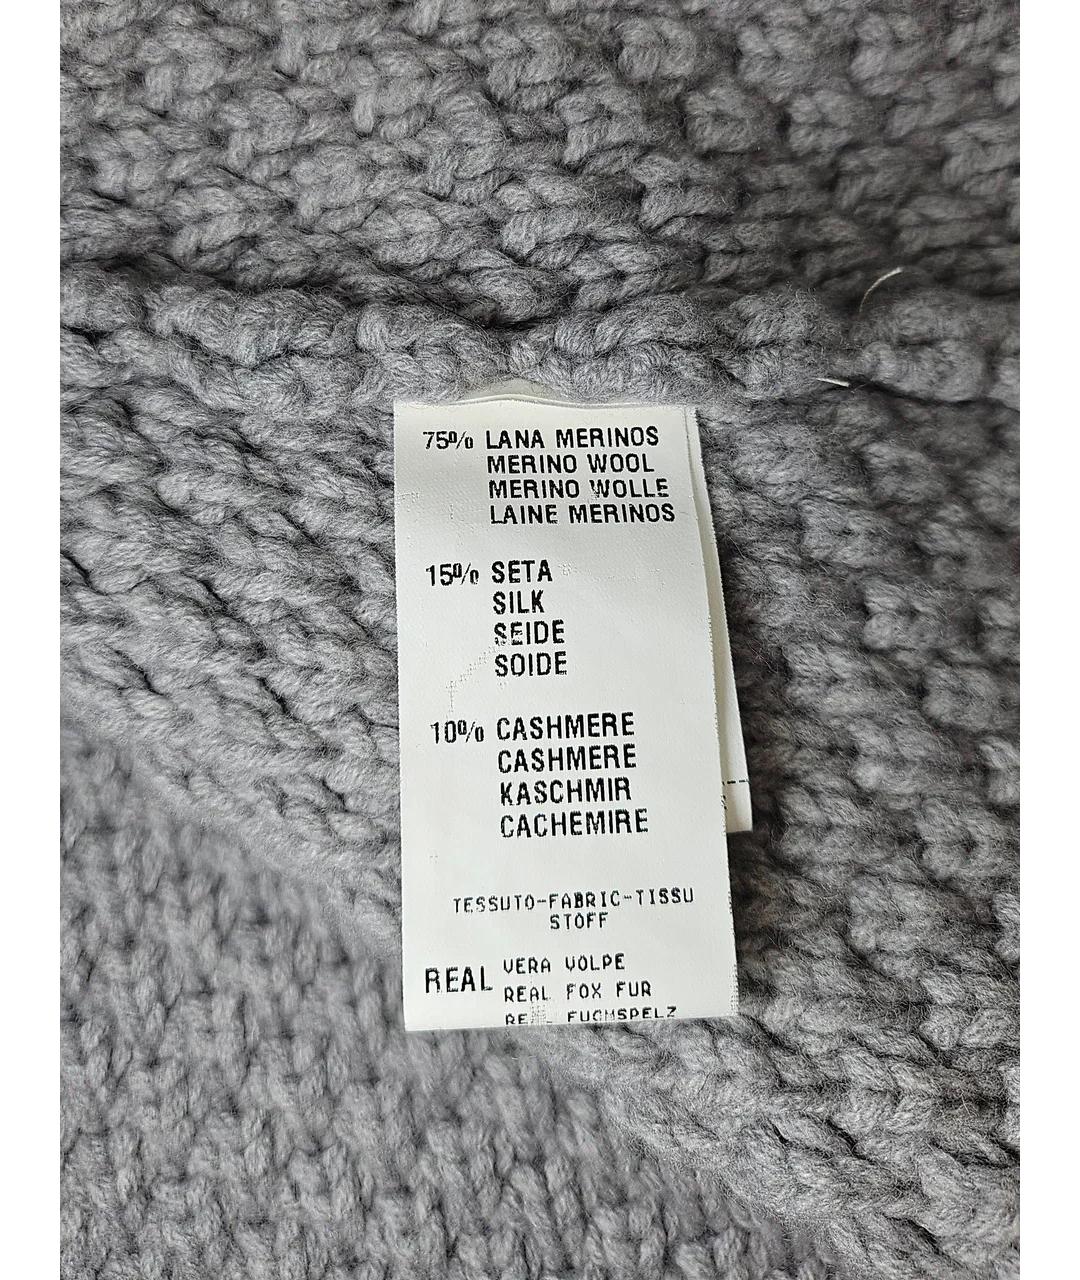 75% LANA MERINOS
MERINO WOOL
MERINO WOLLE
LAINE MERINOS
15% SETA
SILK
SEIDE
SOIDE
10% CASHMERE
CASHMERE
KASCHMIR
CACHEMIRE
TESSUTO-FABRIC-TISSU
STOFF
REAL VERA VOLPE
REAL FOX FUR
FUCHSPELZ